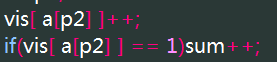 vis[ a[p2] ]++;
if(vis[ a[p2] ] == 1)sum++;